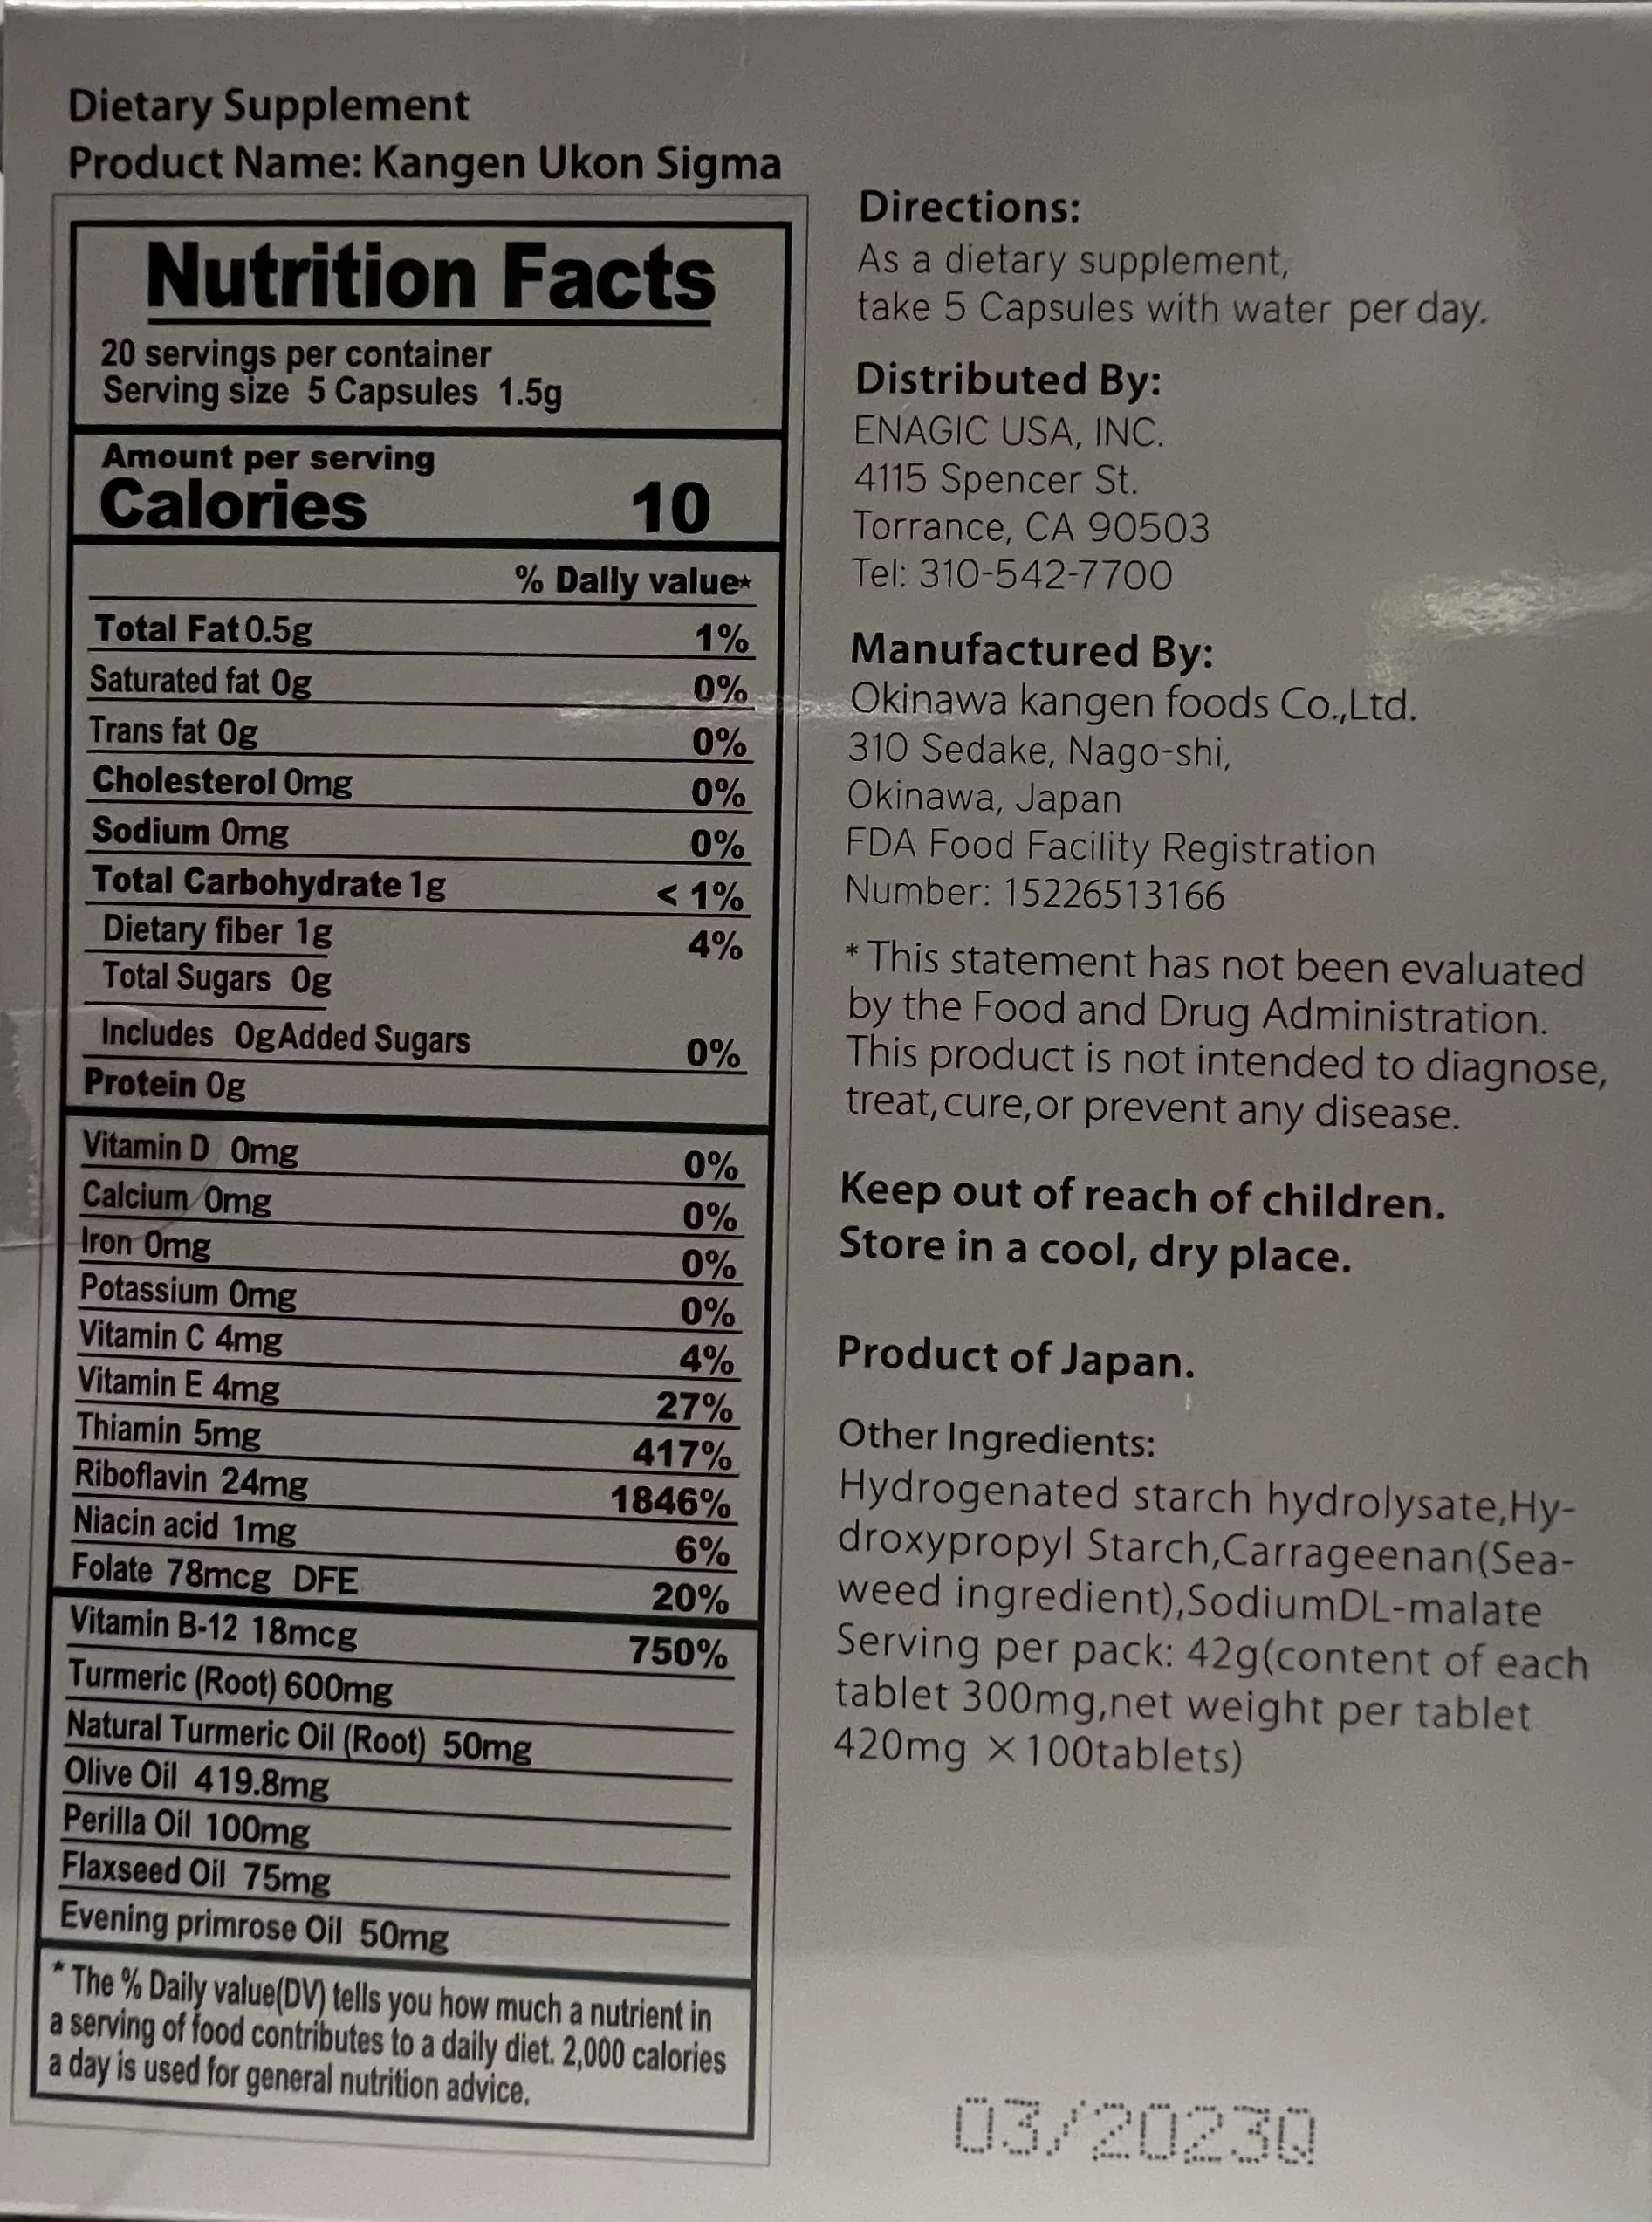 Dietary Supplement
Product Name: Kangen Ukon Sigma
Nutrition Facts
20 servings per container
Serving size 5 Capsules 1.5g
Amount per serving
Calories 10
% Dally value*
Total Fat 0.5g 1%
Saturated fat 0g 0%
Trans fat 0g 0%
Cholesterol 0mg 0%
Sodium 0mg 0%
Total Carbohydrate 1g < 1%
Dietary fiber 1g 4%
Total Sugars 0g
Includes 0g Added Sugars 0%
Protein 0g
Vitamin D 0mg 0%
Calcium 0mg 0%
Iron 0mg 0%
Potassium 0mg 0%
Vitamin C 4mg 4%
Vitamin E 4mg 27%
Thiamin 5mg 417%
Riboflavin 24mg 1846%
Niacin acid 1mg 6%
Folate 78mcg DFE 20%
Vitamin B-12 18mcg 750%
Turmeric (Root) 600mg
Natural Turmeric Oil (Root) 50mg
Olive Oil 419.8mg
Perilla Oil 100mg
Flaxseed Oil 75mg
Evening primrose Oil 50mg
* The % Daily value(DV) tells you how much a nutrient in
a serving of food contributes to a daily diet. 2,000 calories
a day is used for general nutrition advice.
Directions:
As a dietary supplement,
take 5 Capsules with water per day.
Distributed By:
ENAGIC USA, INC.
4115 Spencer St.
Torrance, CA 90503
Tel: 310-542-7700
Manufactured By:
Okinawa kangen foods Co.,Ltd.
310 Sedake, Nago-shi,
Okinawa, Japan
FDA Food Facility Registration
Number: 15226513166
* This statement has not been evaluated
by the Food and Drug Administration.
This product is not intended to diagnose,
treat, cure, or prevent any disease.
Keep out of reach of children.
Store in a cool, dry place.
Product of Japan.
Other Ingredients:
Hydrogenated starch hydrolysate,Hy-
droxypropyl Starch,Carrageenan(Sea-
weed ingredient),SodiumDL-malate
Serving per pack: 42g(content of each
tablet 300mg,net weight per tablet
420mg ×100tablets)
03/2023Q